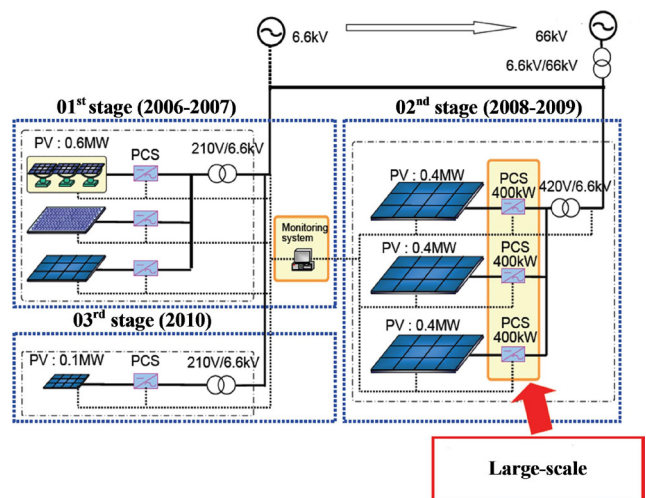 6.6kV
66kV
6.6kV/66kV
01st stage (2006-2007)
02nd stage (2008-2009)
PV : 0.6MW
PCS
210V/6.6kV
PV : 0.4MW
PCS
400kW
420V/6.6kV
Monitoring
system
PV : 0.4MW
PCS
400kW
PV : 0.4MW
PCS
400kW
03rd stage (2010)
PV : 0.1MW
PCS
210V/6.6kV
Large-scale